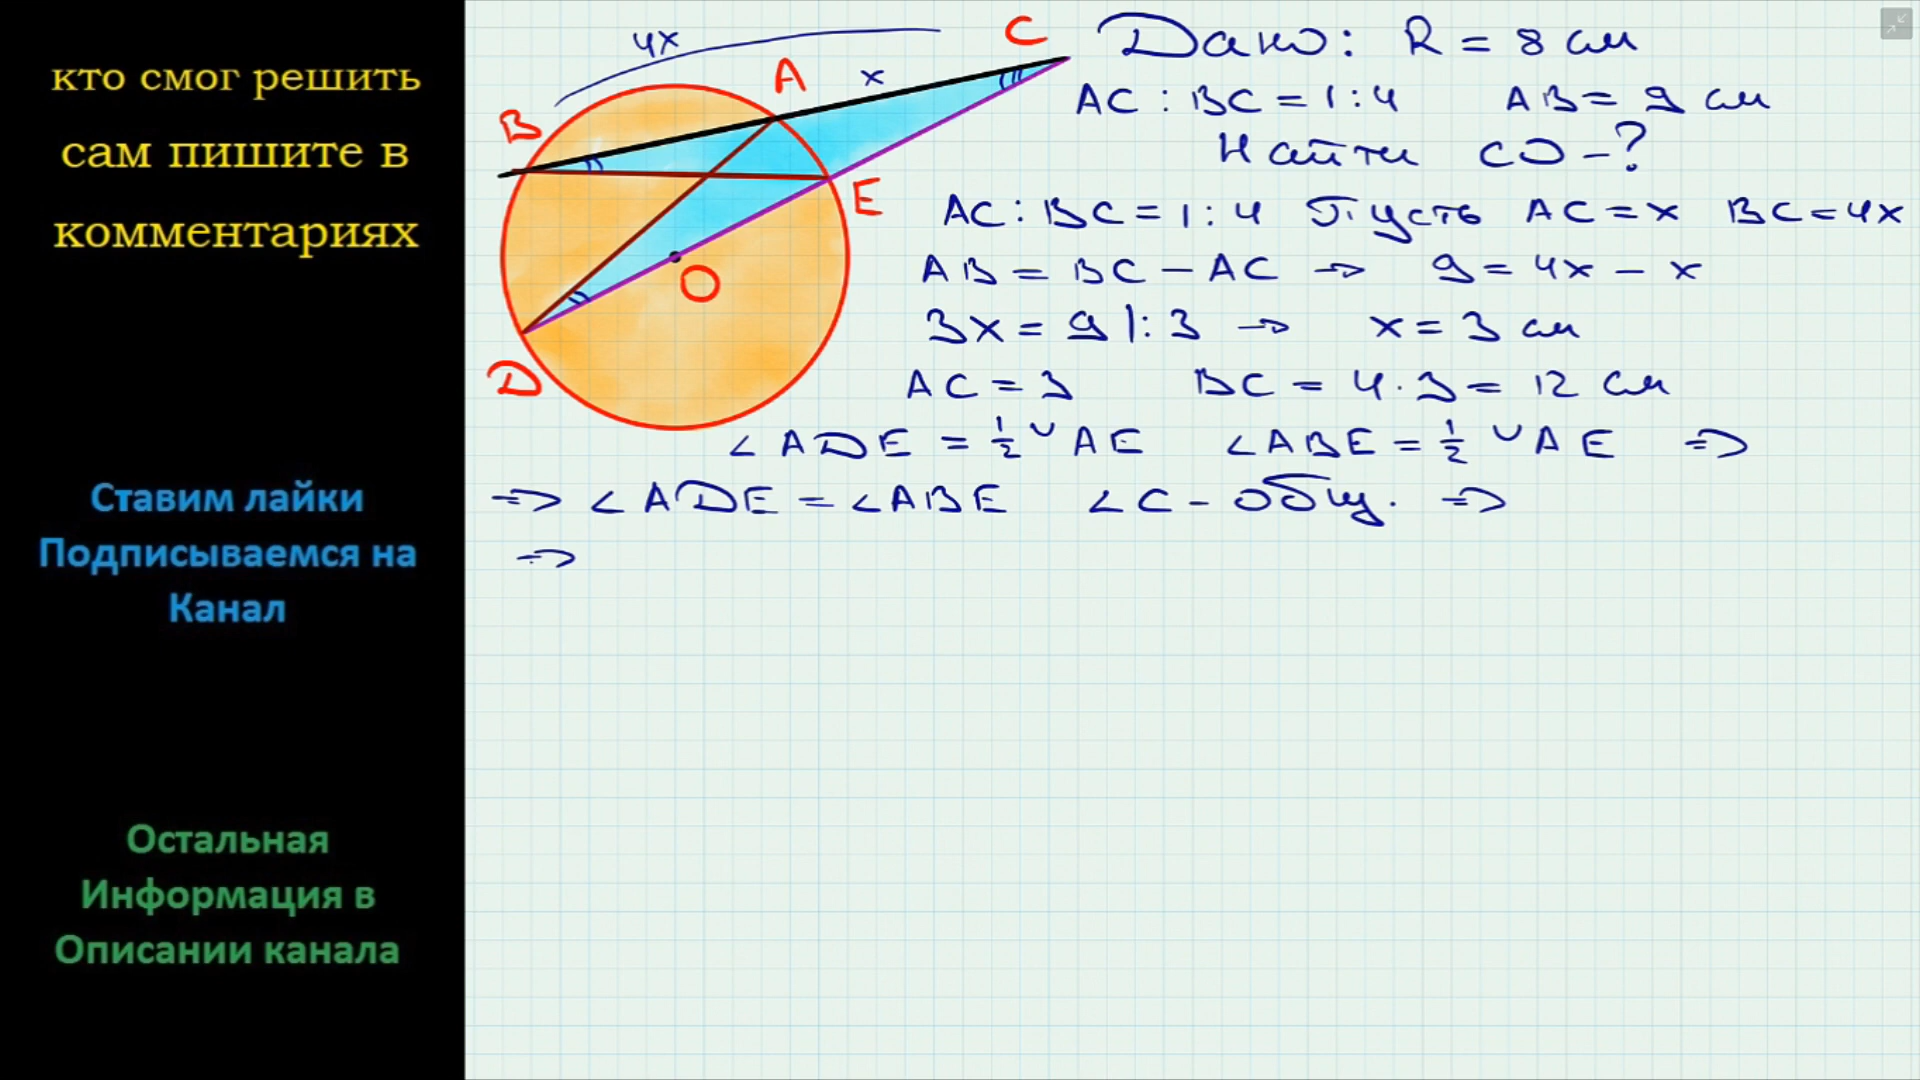 кто смог решить
сам пишите в
комментариях
Ставим лайки
Подписываемся на
Канал
Остальная
Информация в
Описании канала
4x
C
A
x
B
E
O
D
Дано: R = 8 см
AC : BC = 1 : 4 AB = 9 см
Найти CO - ?
AC : BC = 1 : 4 Пусть AC = x BC = 4x
AB = BC - AC → 9 = 4x - x
3x = 9 |: 3 → x = 3 см
AC = 3 BC = 4 · 3 = 12 см
∠ADE = 1/2 ◡AE ∠ABE = 1/2 ◡AE ⇒
⇒ ∠ADE = ∠ABE ∠C - общ. ⇒
⇒